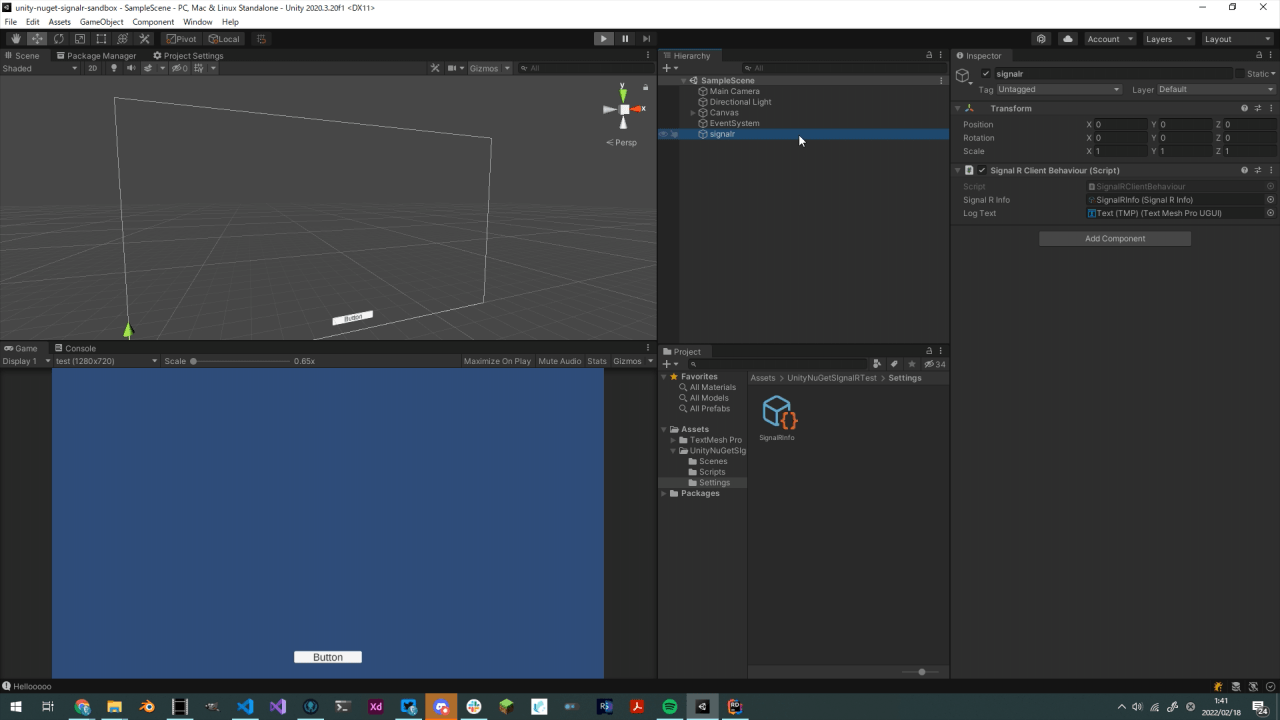 unity-nuget-signalr-sandbox - SampleScene - PC, Mac & Linux Standalone - Unity 2020.3.20f1 <DX11>
File Edit Assets GameObject Component Window Help
Pivot Local Account Layers Layout
Scene Package Manager Project Settings
Shaded 2D 0 Gizmos All
y
x
Persp
Button
Hierarchy
All
SampleScene
Main Camera
Directional Light
Canvas
EventSystem
signalr
Inspector
signalr Static
Tag Untagged Layer Default
Transform
Position X 0 Y 0 Z 0
Rotation X 0 Y 0 Z 0
Scale X 1 Y 1 Z 1
Signal R Client Behaviour (Script)
Script SignalRClientBehaviour
Signal R Info SignalRInfo (Signal R Info)
Log Text Text (TMP) (Text Mesh Pro UGUI)
Add Component
Game Console
Display 1 test (1280x720) Scale 0.65x Maximize On Play Mute Audio Stats Gizmos
Button
Project
34
Favorites
All Materials
All Models
All Prefabs
Assets
TextMesh Pro
UnityNuGetSig
Scenes
Scripts
Settings
Packages
Assets > UnityNuGetSIgnalRTest > Settings
SignalRInfo
Hellooooo
Xd
RD
1:41
2022/02/18
24